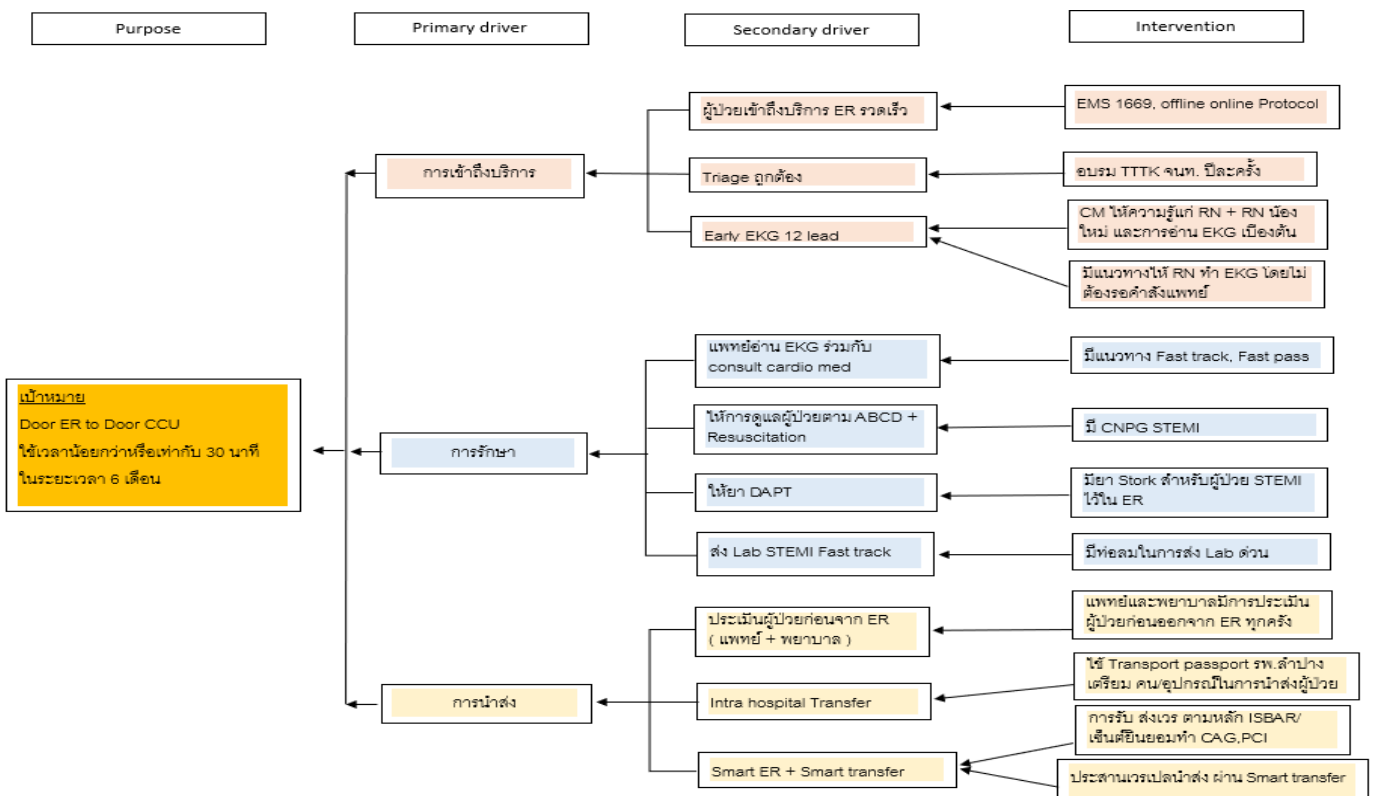 Purpose
Primary driver
Secondary driver
Intervention
ผู้ป่วยเข้าถึงบริการ ER รวดเร็ว
EMS 1669, offline online Protocol
การเข้าถึงบริการ
Triage ถูกต้อง
อบรม TTTK จนท. ปีละครั้ง
Early EKG 12 lead
CM ให้ความรู้แก่ RN + RN น้อง
ใหม่ และการอ่าน EKG เบื้องต้น
มีแนวทางให้ RN ทำ EKG โดยไม่
ต้องรอคำสั่งแพทย์
แพทย์อ่าน EKG ร่วมกับ
consult cardio med
มีแนวทาง Fast track, Fast pass
เป้าหมาย
Door ER to Door CCU
ใช้เวลาน้อยกว่าหรือเท่ากับ 30 นาที
ในระยะเวลา 6 เดือน
การรักษา
ให้การดูแลผู้ป่วยตาม ABCD +
Resuscitation
มี CNPG STEMI
ให้ยา DAPT
มียา Stork สำหรับผู้ป่วย STEMI
ไว้ใน ER
ส่ง Lab STEMI Fast track
มีท่อลมในการส่ง Lab ด่วน
ประเมินผู้ป่วยก่อนจาก ER
( แพทย์ + พยาบาล )
แพทย์และพยาบาลมีการประเมิน
ผู้ป่วยก่อนออกจาก ER ทุกครั้ง
การนำส่ง
Intra hospital Transfer
ใช้ Transport passport รพ.ลำปาง
เตรียม คน/อุปกรณ์ในการนำส่งผู้ป่วย
Smart ER + Smart transfer
การรับ ส่งเวร ตามหลัก ISBAR/
เซ็นต์ยินยอมทำ CAG,PCI
ประสานเวรเปลนำส่ง ผ่าน Smart transfer